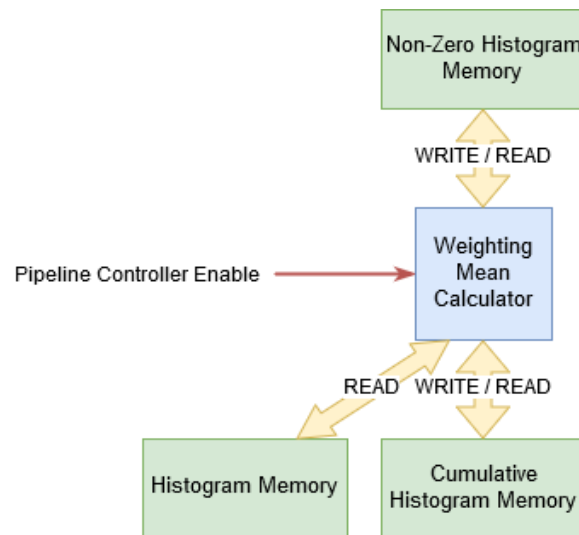 Non-Zero Histogram
Memory
WRITE / READ
Weighting
Mean
Calculator
Pipeline Controller Enable
READ
WRITE / READ
Histogram Memory
Cumulative
Histogram Memory